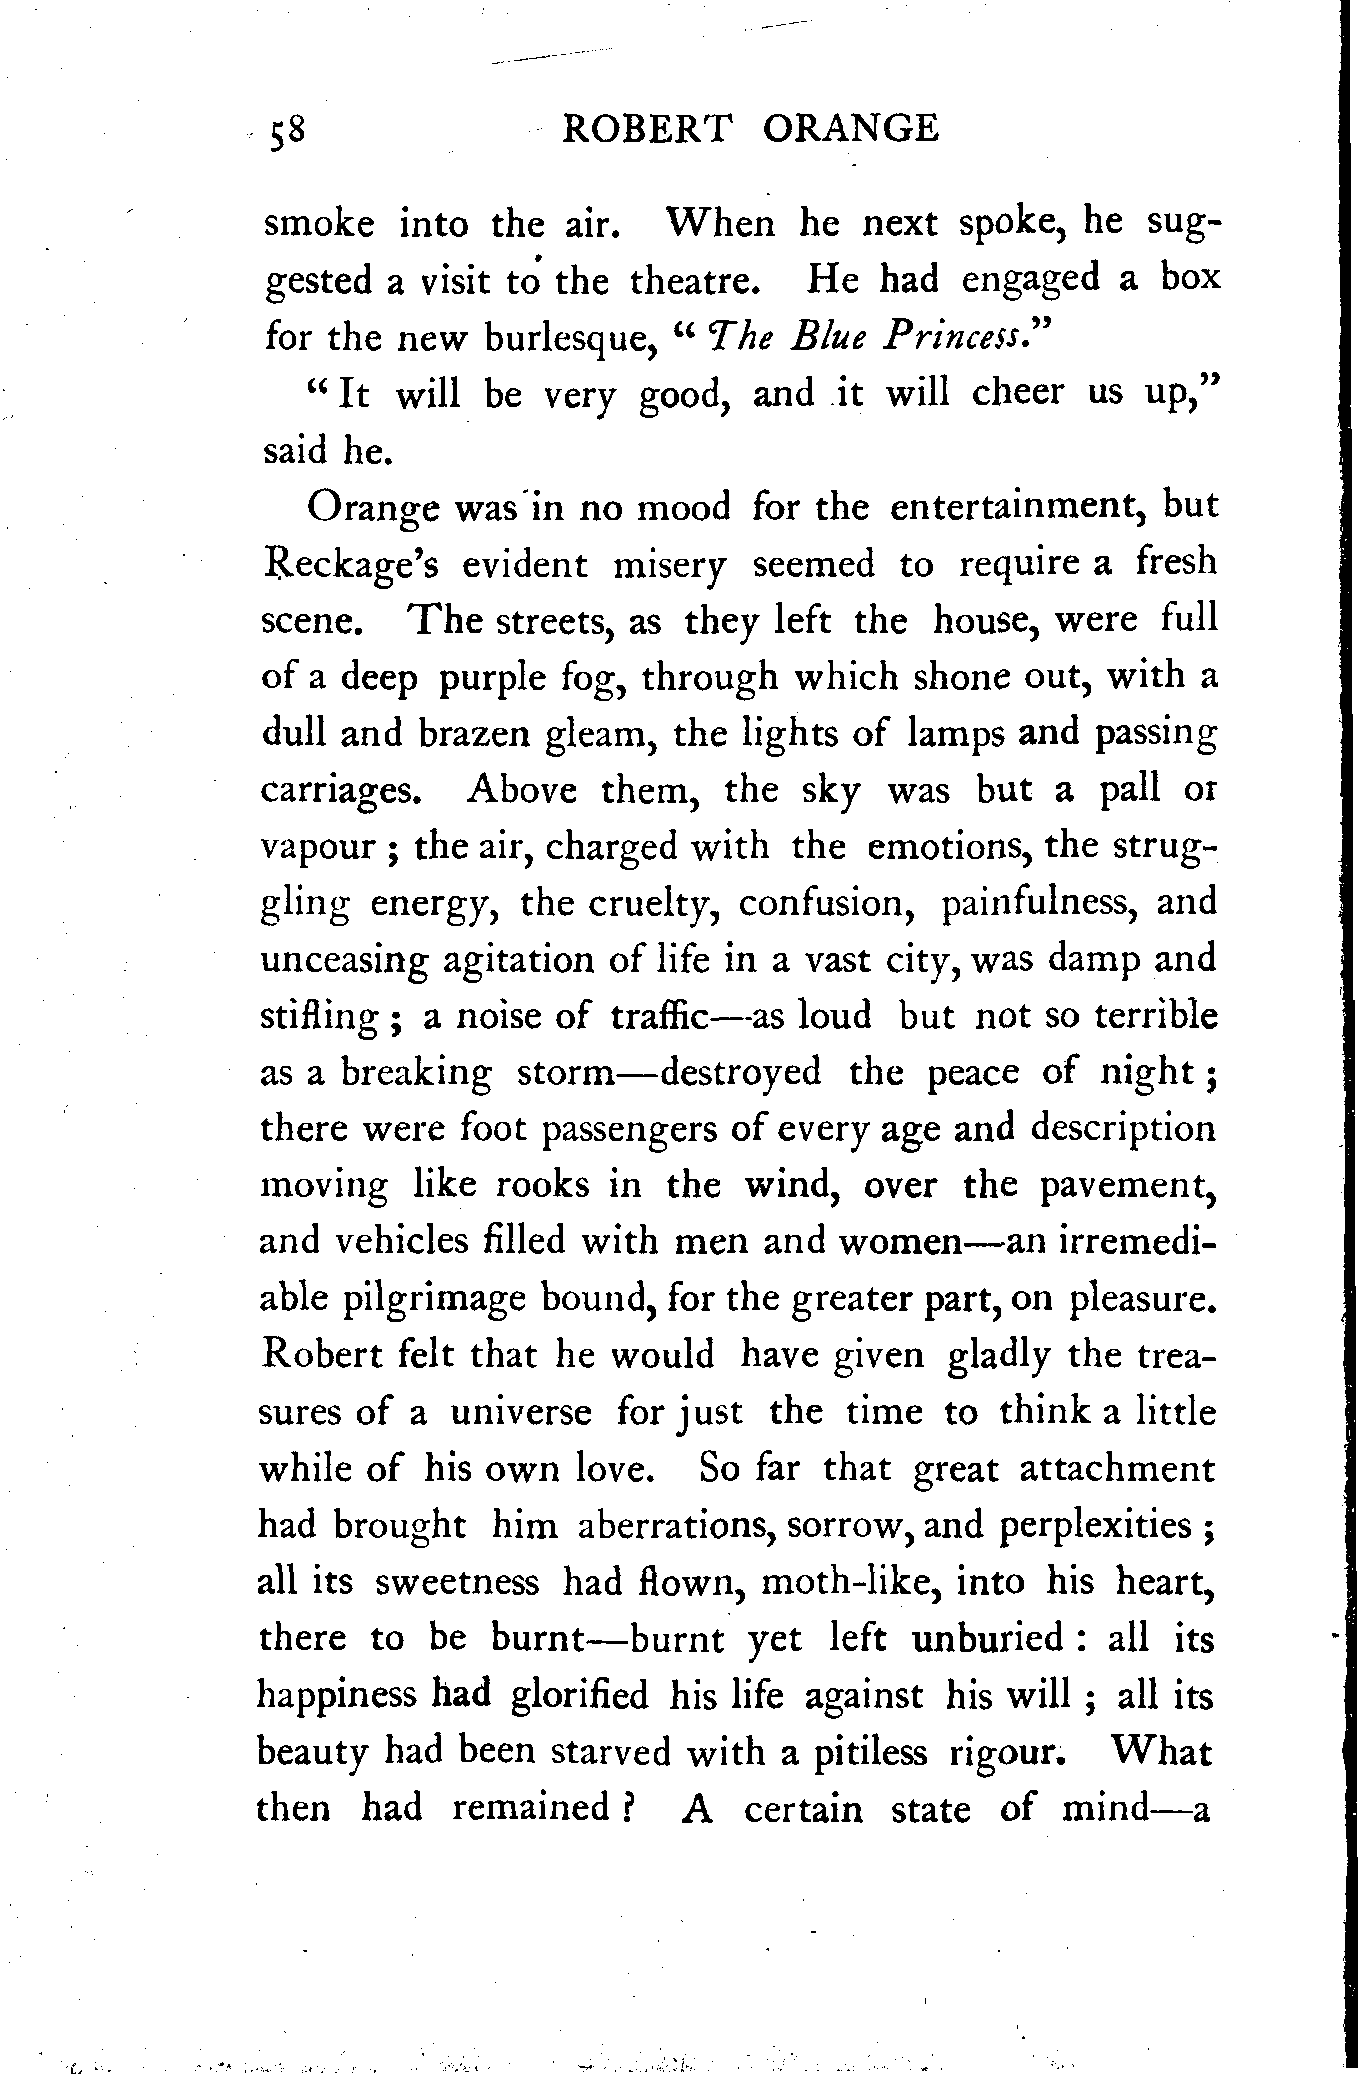 58 ROBERT ORANGE
smoke into the air. When he next spoke, he sug-
gested a visit to the theatre. He had engaged a box
for the new burlesque, “ The Blue Princess.”
“ It will be very good, and it will cheer us up,”
said he.
Orange was in no mood for the entertainment, but
Reckage’s evident misery seemed to require a fresh
scene. The streets, as they left the house, were full
of a deep purple fog, through which shone out, with a
dull and brazen gleam, the lights of lamps and passing
carriages. Above them, the sky was but a pall or
vapour ; the air, charged with the emotions, the strug-
gling energy, the cruelty, confusion, painfulness, and
unceasing agitation of life in a vast city, was damp and
stifling ; a noise of traffic—as loud but not so terrible
as a breaking storm—destroyed the peace of night ;
there were foot passengers of every age and description
moving like rooks in the wind, over the pavement,
and vehicles filled with men and women—an irremedi-
able pilgrimage bound, for the greater part, on pleasure.
Robert felt that he would have given gladly the trea-
sures of a universe for just the time to think a little
while of his own love. So far that great attachment
had brought him aberrations, sorrow, and perplexities ;
all its sweetness had flown, moth-like, into his heart,
there to be burnt—burnt yet left unburied : all its
happiness had glorified his life against his will ; all its
beauty had been starved with a pitiless rigour. What
then had remained ? A certain state of mind—a